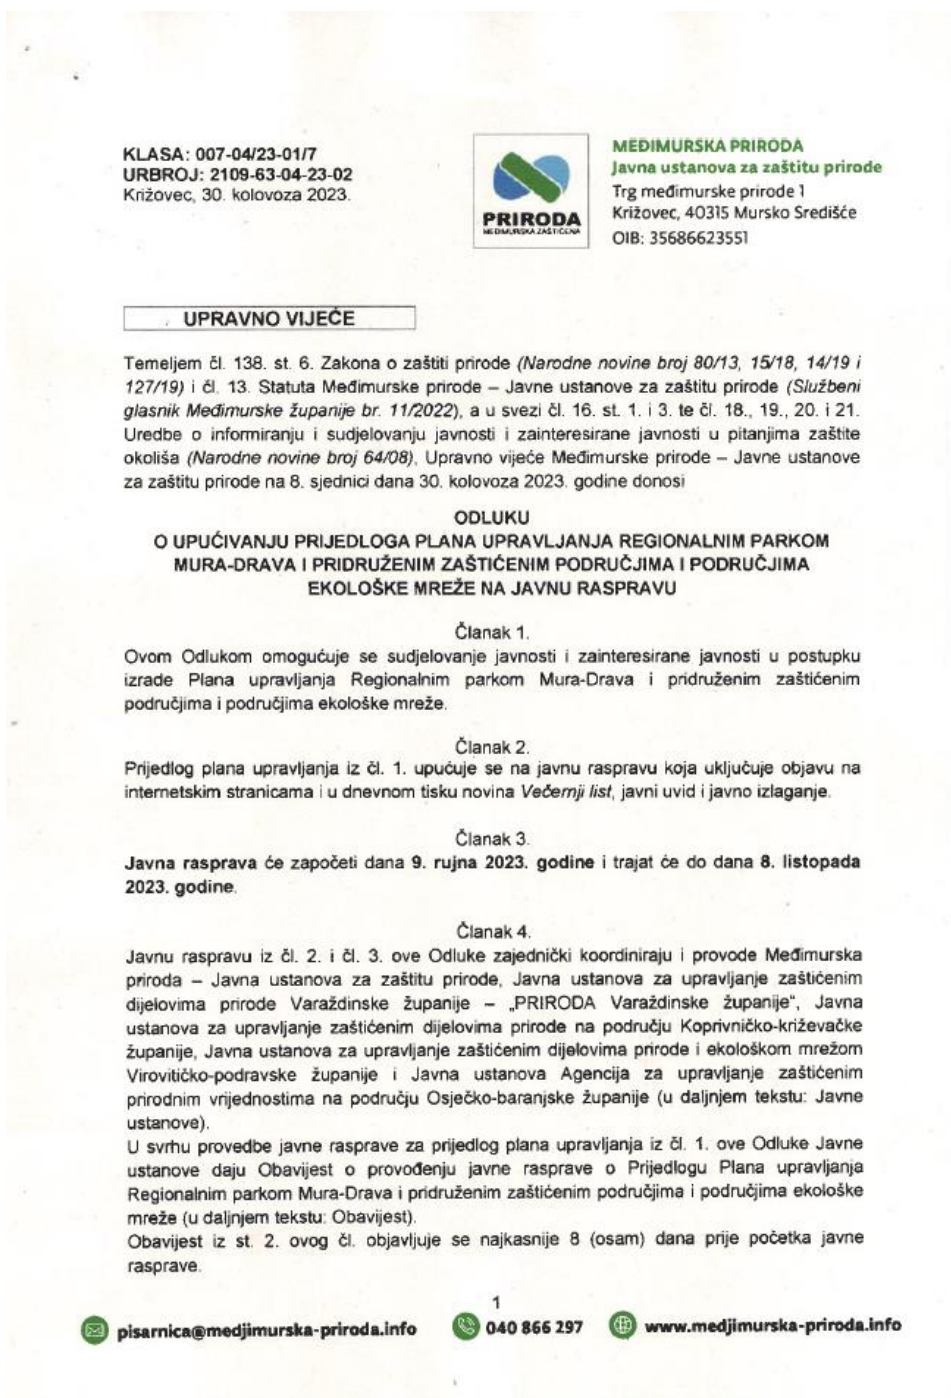 KLASA: 007-04/23-01/7
URBROJ: 2109-63-04-23-02
Križovec, 30. kolovoza 2023.
PRIRODA
MEĐIMURSKA ZAŠTIĆENA
MEĐIMURSKA PRIRODA
Javna ustanova za zaštitu prirode
Trg međimurske prirode 1
Križovec, 40315 Mursko Središće
OIB: 35686623551
UPRAVNO VIJEĆE
Temeljem čl. 138. st. 6. Zakona o zaštiti prirode (Narodne novine broj 80/13, 15/18, 14/19 i
127/19) i čl. 13. Statuta Međimurske prirode – Javne ustanove za zaštitu prirode (Službeni
glasnik Međimurske županije br. 11/2022), a u svezi čl. 16. st. 1. i 3. te čl. 18., 19., 20. i 21.
Uredbe o informiranju i sudjelovanju javnosti i zainteresirane javnosti u pitanjima zaštite
okoliša (Narodne novine broj 64/08), Upravno vijeće Međimurske prirode – Javne ustanove
za zaštitu prirode na 8. sjednici dana 30. kolovoza 2023. godine donosi
ODLUKU
O UPUĆIVANJU PRIJEDLOGA PLANA UPRAVLJANJA REGIONALNIM PARKOM
MURA-DRAVA I PRIDRUŽENIM ZAŠTIĆENIM PODRUČJIMA I PODRUČJIMA
EKOLOŠKE MREŽE NA JAVNU RASPRAVU
Članak 1.
Ovom Odlukom omogućuje se sudjelovanje javnosti i zainteresirane javnosti u postupku
izrade Plana upravljanja Regionalnim parkom Mura-Drava i pridruženim zaštićenim
područjima i područjima ekološke mreže.
Članak 2.
Prijedlog plana upravljanja iz čl. 1. upućuje se na javnu raspravu koja uključuje objavu na
internetskim stranicama i u dnevnom tisku novina Večernji list, javni uvid i javno izlaganje.
Članak 3.
Javna rasprava će započeti dana 9. rujna 2023. godine i trajat će do dana 8. listopada
2023. godine.
Članak 4.
Javnu raspravu iz čl. 2. i čl. 3. ove Odluke zajednički koordiniraju i provode Međimurska
priroda – Javna ustanova za zaštitu prirode, Javna ustanova za upravljanje zaštićenim
dijelovima prirode Varaždinske županije – „PRIRODA Varaždinske županije“, Javna
ustanova za upravljanje zaštićenim dijelovima prirode na području Koprivničko-križevačke
županije, Javna ustanova za upravljanje zaštićenim dijelovima prirode i ekološkom mrežom
Virovitičko-podravske županije i Javna ustanova Agencija za upravljanje zaštićenim
prirodnim vrijednostima na području Osječko-baranjske županije (u daljnjem tekstu: Javne
ustanove).
U svrhu provedbe javne rasprave za prijedlog plana upravljanja iz čl. 1. ove Odluke Javne
ustanove daju Obavijest o provođenju javne rasprave o Prijedlogu Plana upravljanja
Regionalnim parkom Mura-Drava i pridruženim zaštićenim područjima i područjima ekološke
mreže (u daljnjem tekstu: Obavijest).
Obavijest iz st. 2. ovog čl. objavljuje se najkasnije 8 (osam) dana prije početka javne
rasprave.
1
pisarnica@medjimurska-priroda.info
040 866 297
www.medjimurska-priroda.info